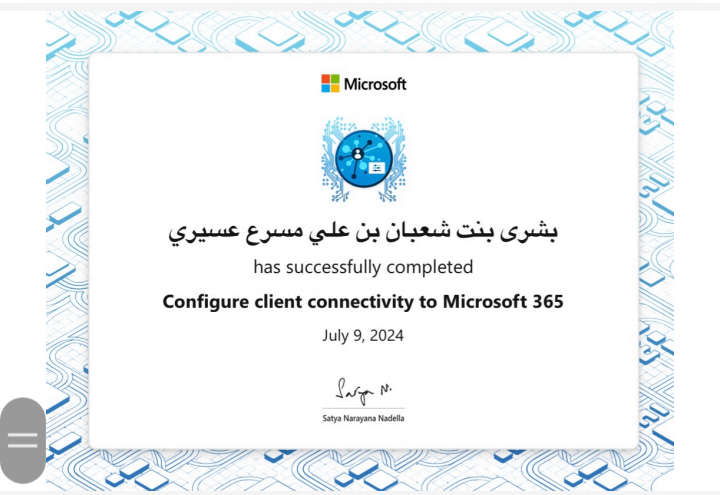 Microsoft
بشرى بنت شعبان بن علي مسرع عسيري
has successfully completed
Configure client connectivity to Microsoft 365
July 9, 2024
Satya N.
Satya Narayana Nadella